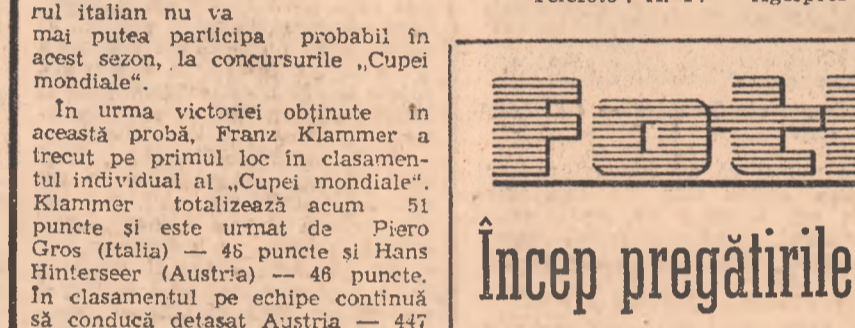 rul italian nu va
mai putea participa probabil în
acest sezon, la concursurile „Cupei
mondiale“.
În urma victoriei obținute în
această probă, Franz Klammer a
trecut pe primul loc în clasamen-
tul individual al „Cupei mondiale“.
Klammer totalizează acum 51
puncte și este urmat de Piero
Gros (Italia) — 46 puncte și Hans
Hinterseer (Austria) — 46 puncte.
În clasamentul pe echipe continuă
să conducă detașat Austria — 447
Fot
Încep pregătirile